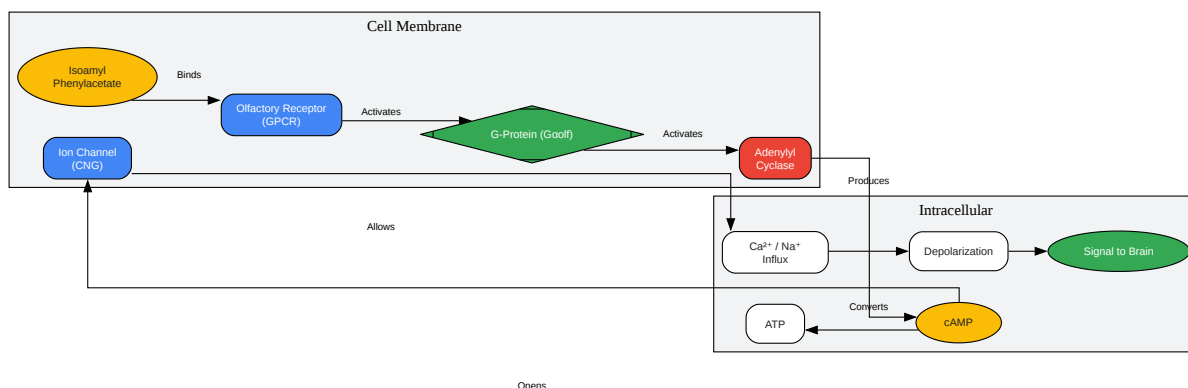 Cell Membrane
Isoamyl
Phenylacetate
Binds
Olfactory Receptor
(GPCR)
Activates
G-Protein (Gαolf)
Activates
Adenylyl
Cyclase
Ion Channel
(CNG)
Produces
Allows
Intracellular
Ca²⁺ / Na⁺
Influx
Depolarization
Signal to Brain
Converts
ATP
cAMP
Opens